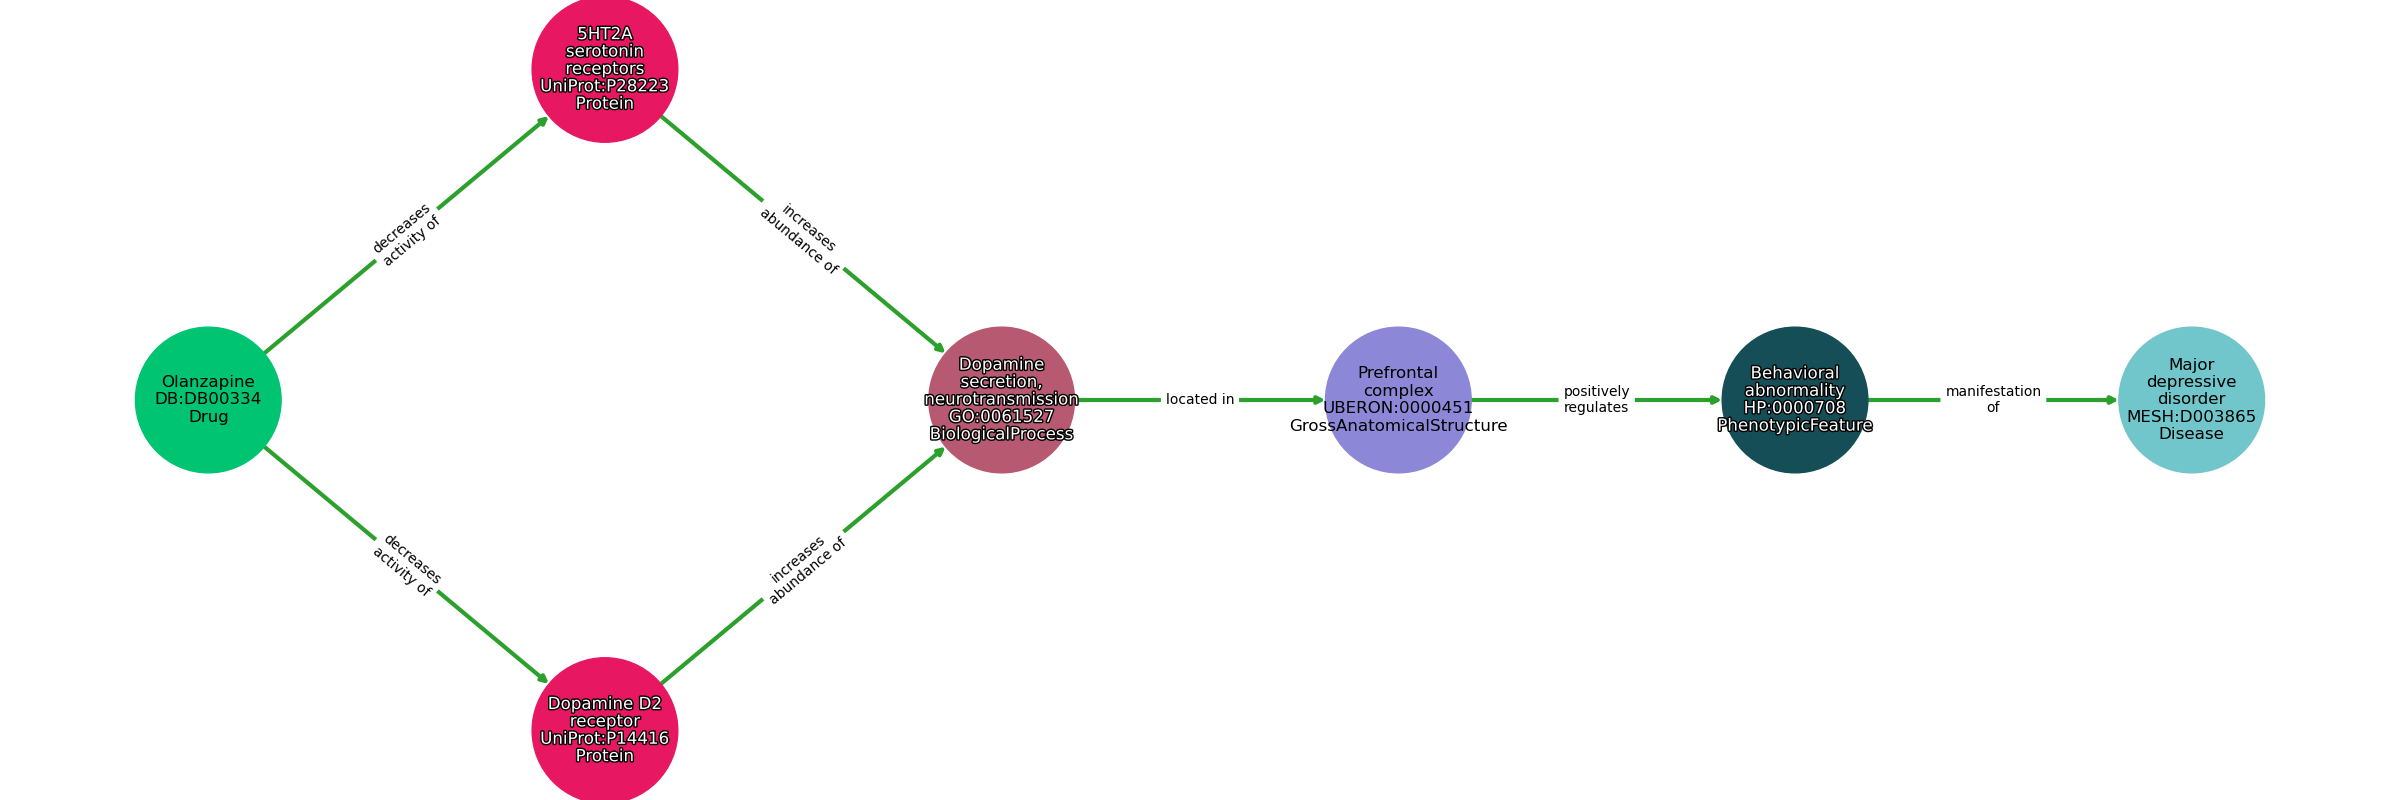 5HT2A
serotonin
receptors
UniProt:P28223
Protein
decreases
activity of
increases
abundance of
Olanzapine
DB:DB00334
Drug
Dopamine
secretion,
neurotransmission
GO:0061527
BiologicalProcess
located in
Prefrontal
complex
UBERON:0000451
GrossAnatomicalStructure
positively
regulates
Behavioral
abnormality
HP:0000708
PhenotypicFeature
manifestation
of
Major
depressive
disorder
MESH:D003865
Disease
decreases
activity of
increases
abundance of
Dopamine D2
receptor
UniProt:P14416
Protein